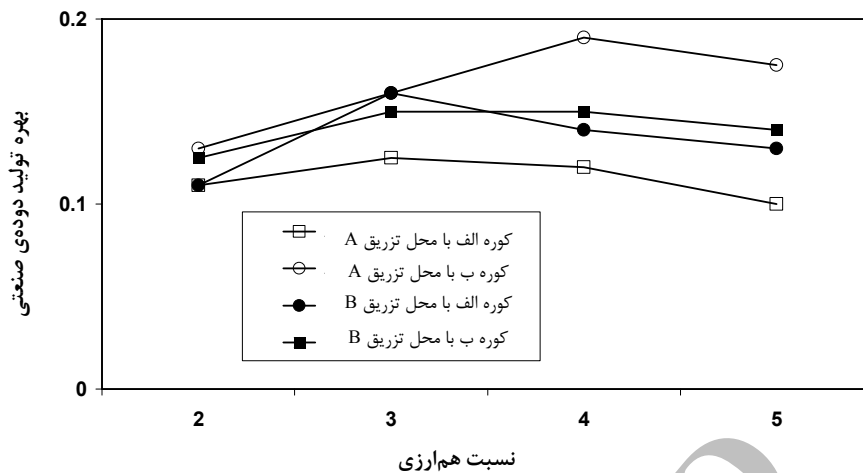 0.2
0.1
0
بهره تولید دوده‌ی صنعتی
کوره الف با محل تزریق A
کوره ب با محل تزریق A
کوره الف با محل تزریق B
کوره ب با محل تزریق B
2 3 4 5
نسبت هم‌ارزی